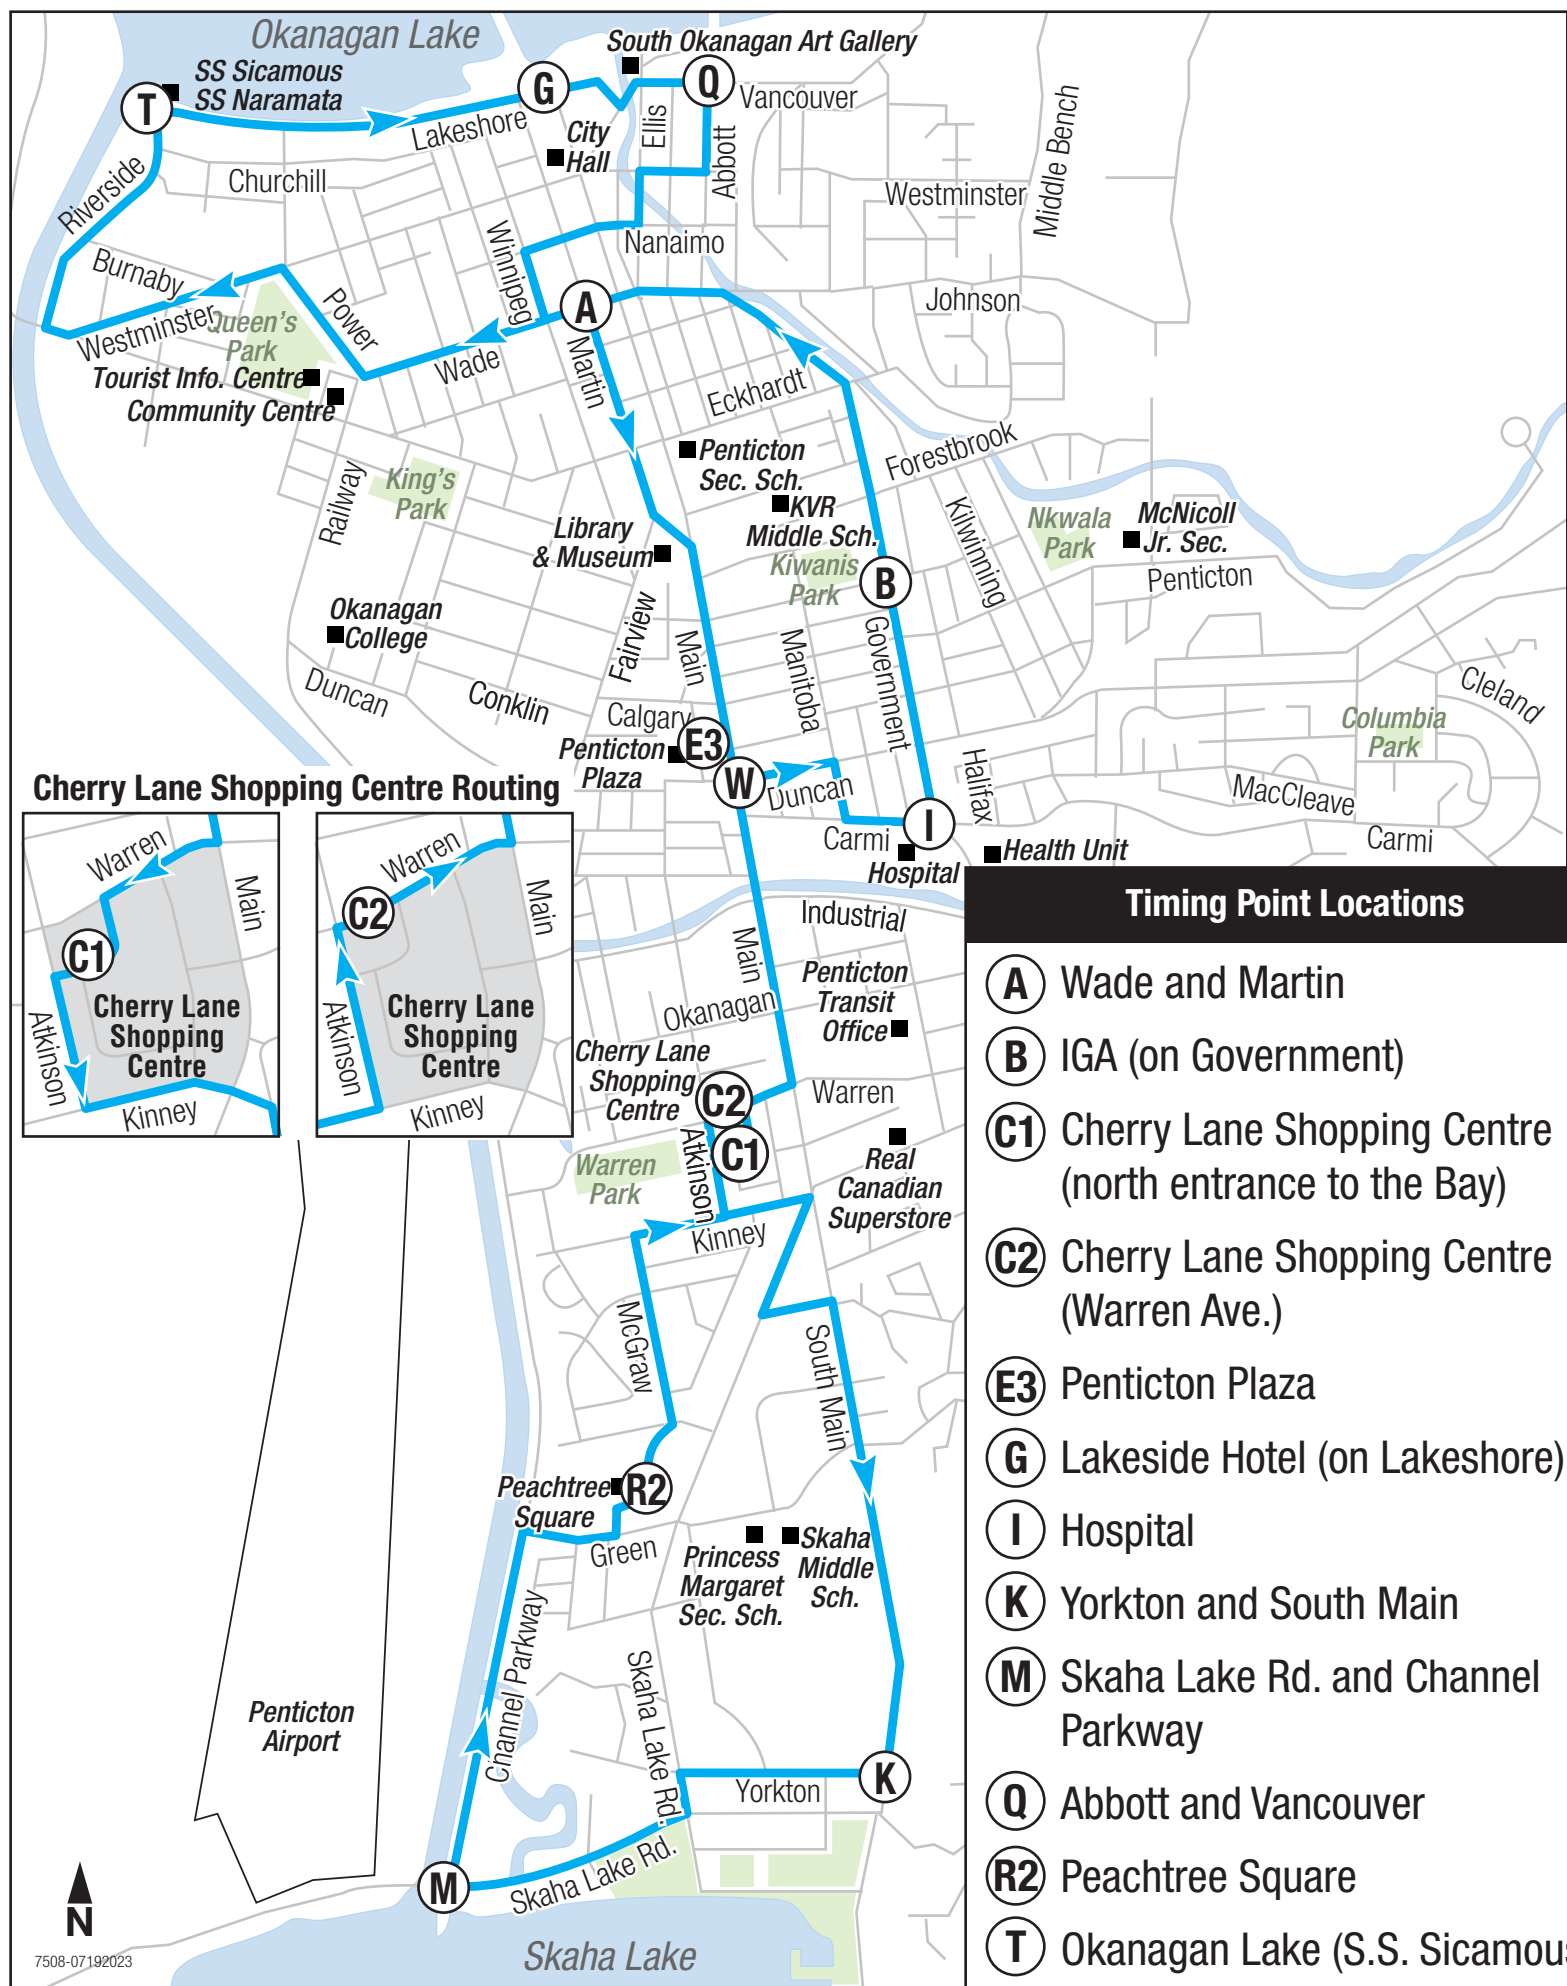 Okanagan Lake
South Okanagan Art Gallery
SS Sicamous
SS Naramata
T
G
Q
Vancouver
Lakeshore
City
Hall
Ellis
Abbott
Middle Bench
Riverside
Churchill
Westminster
Winnipeg
Nanaimo
Burnaby
Power
A
Johnson
Westminster
Queen's
Park
Wade
Martin
Tourist Info. Centre
Community Centre
Eckhardt
Forestbrook
Penticton
Sec. Sch.
King's
Park
Railway
KVR
Middle Sch.
Kilwinning
Nkwala
Park
McNicoll
Jr. Sec.
Library
& Museum
Kiwanis
Park
B
Penticton
Okanagan
College
Fairview
Main
Manitoba
Government
Duncan
Conklin
Cleland
Calgary
Columbia
Park
Penticton
Plaza
E3
W
Duncan
Halifax
MacCleave
Carmi
I
Carmi
Hospital
Health Unit
Cherry Lane Shopping Centre Routing
Warren
Main
C1
Cherry Lane
Shopping
Centre
Atkinson
Kinney
Warren
Main
C2
Cherry Lane
Shopping
Centre
Atkinson
Kinney
Industrial
Main
Penticton
Transit
Office
Okanagan
Cherry Lane
Shopping
Centre
C2
Warren
Atkinson
C1
Warren
Park
Real
Canadian
Superstore
Kinney
McGraw
South Main
Peachtree
Square
R2
Green
Princess
Margaret
Sec. Sch.
Skaha
Middle
Sch.
Channel Parkway
Skaha Lake Rd.
Penticton
Airport
Yorkton
K
M
Skaha Lake Rd.
N
Skaha Lake
7508-07192023
Timing Point Locations
A Wade and Martin
B IGA (on Government)
C1 Cherry Lane Shopping Centre
(north entrance to the Bay)
C2 Cherry Lane Shopping Centre
(Warren Ave.)
E3 Penticton Plaza
G Lakeside Hotel (on Lakeshore)
I Hospital
K Yorkton and South Main
M Skaha Lake Rd. and Channel
Parkway
Q Abbott and Vancouver
R2 Peachtree Square
T Okanagan Lake (S.S. Sicamous